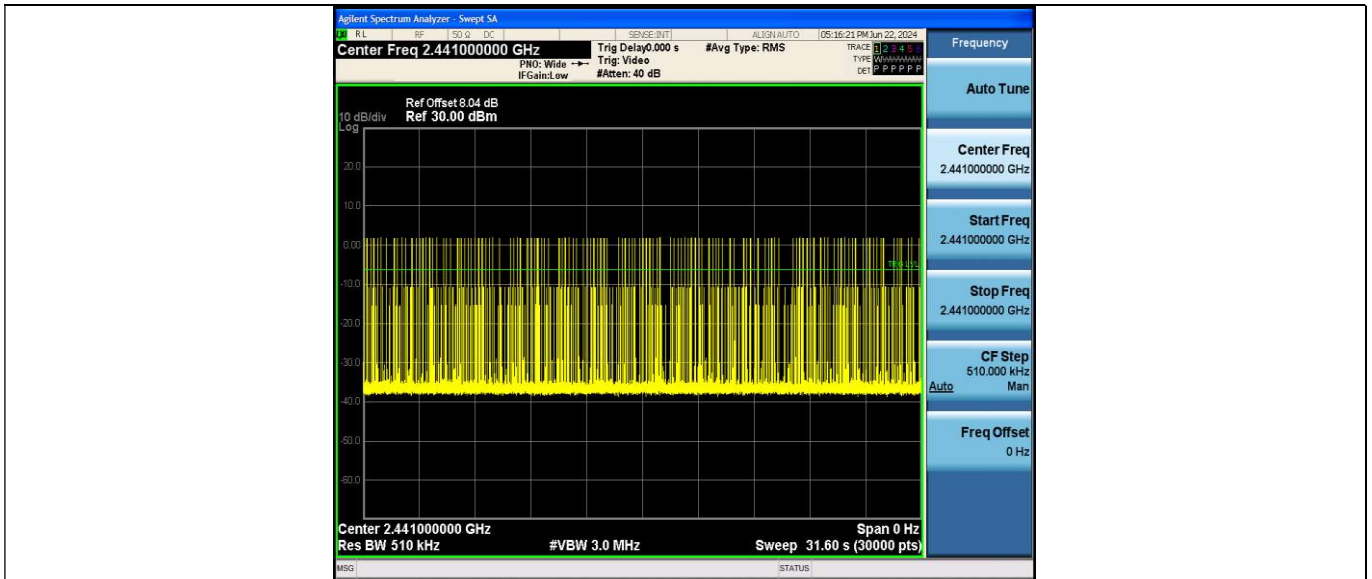 Agilent Spectrum Analyzer - Swept SA
LXI RL RF 50 Ω DC SENSE:INT ALIGN AUTO 05:16:21 PM Jun 22, 2024
Center Freq 2.441000000 GHz
PNO: Wide
IFGain:Low
Trig Delay0.000 s
Trig: Video
#Atten: 40 dB
#Avg Type: RMS
TRACE 1 2 3 4 5 6
TYPE W
DET P P P P P P
10 dB/div
Log
Ref Offset 8.04 dB
Ref 30.00 dBm
20.0
10.0
0.00
TRIG LVL
-10.0
-20.0
-30.0
-40.0
-50.0
-60.0
Center 2.441000000 GHz Span 0 Hz
Res BW 510 kHz #VBW 3.0 MHz Sweep 31.60 s (30000 pts)
MSG STATUS
Frequency
Auto Tune
Center Freq
2.441000000 GHz
Start Freq
2.441000000 GHz
Stop Freq
2.441000000 GHz
CF Step
510.000 kHz
Auto Man
Freq Offset
0 Hz